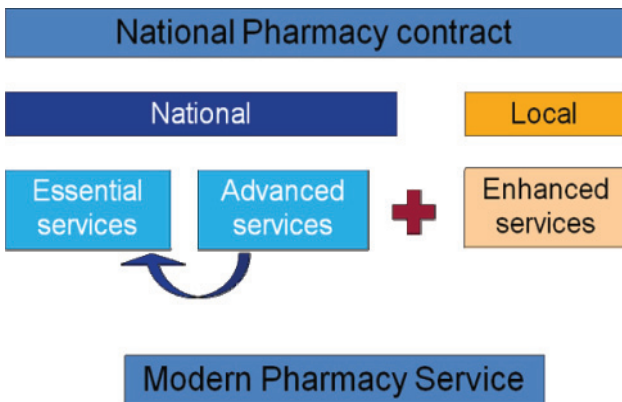 National Pharmacy contract
National
Local
Essential
services
Advanced
services
Enhanced
services
Modern Pharmacy Service